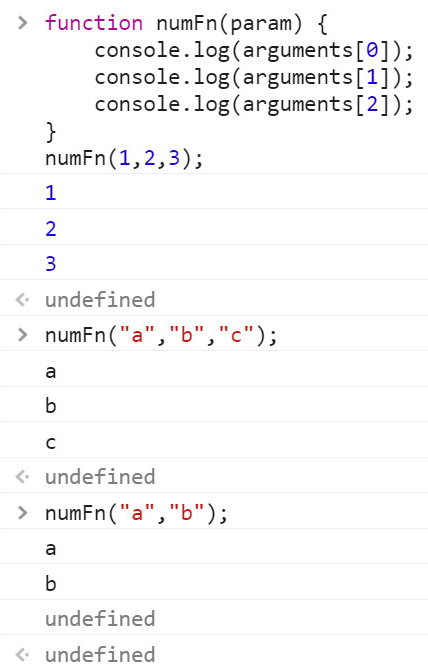 > function numFn(param) {
    console.log(arguments[0]);
    console.log(arguments[1]);
    console.log(arguments[2]);
}
numFn(1,2,3);
1
2
3
undefined
> numFn("a","b","c");
a
b
c
undefined
> numFn("a","b");
a
b
undefined
undefined